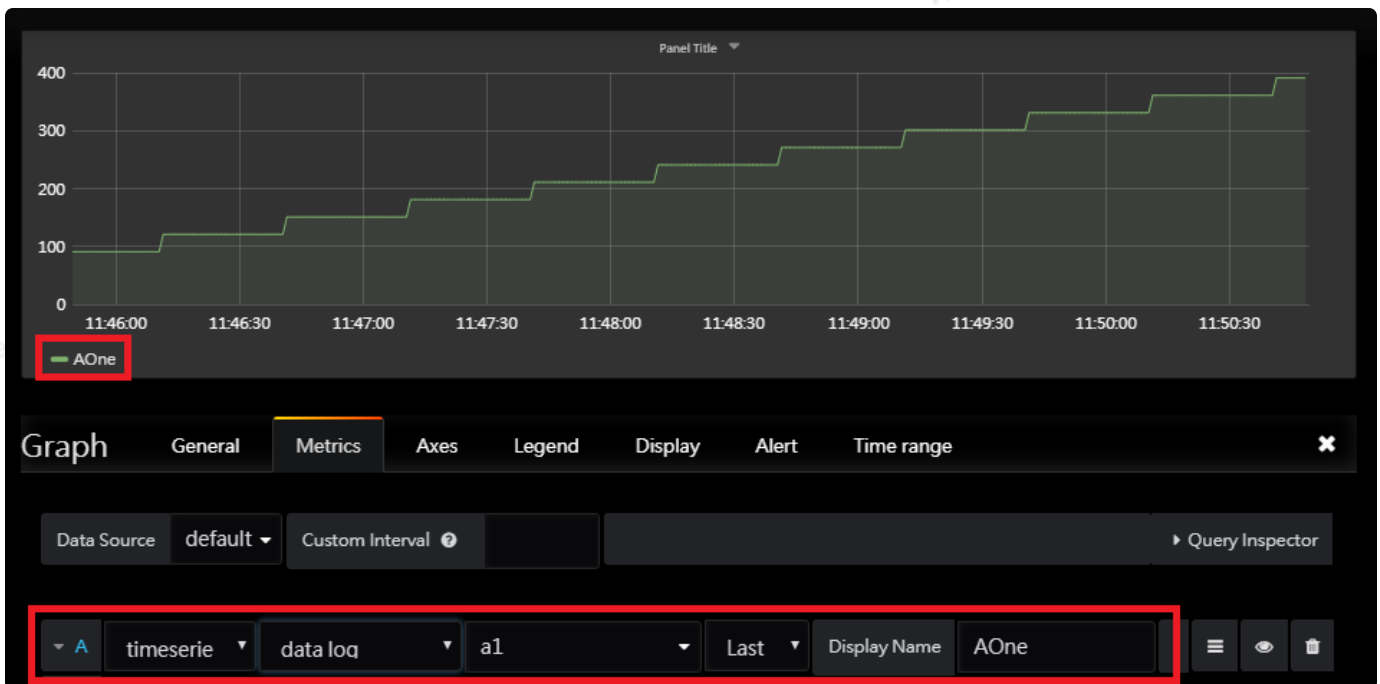 Panel Title
400
300
200
100
0
11:46:00 11:46:30 11:47:00 11:47:30 11:48:00 11:48:30 11:49:00 11:49:30 11:50:00 11:50:30
AOne
Graph General Metrics Axes Legend Display Alert Time range
Data Source default Custom Interval Query Inspector
A timeserie data log a1 Last Display Name AOne